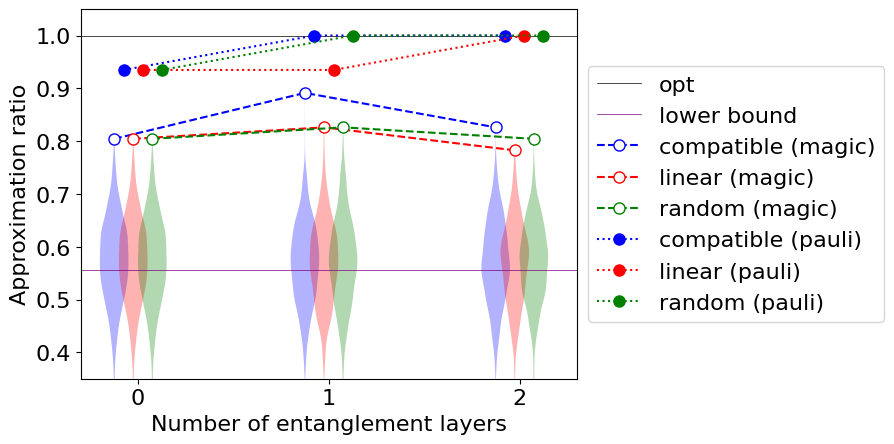 Approximation ratio
1.0
0.9
0.8
0.7
0.6
0.5
0.4
0
1
2
Number of entanglement layers
opt
lower bound
compatible (magic)
linear (magic)
random (magic)
compatible (pauli)
linear (pauli)
random (pauli)